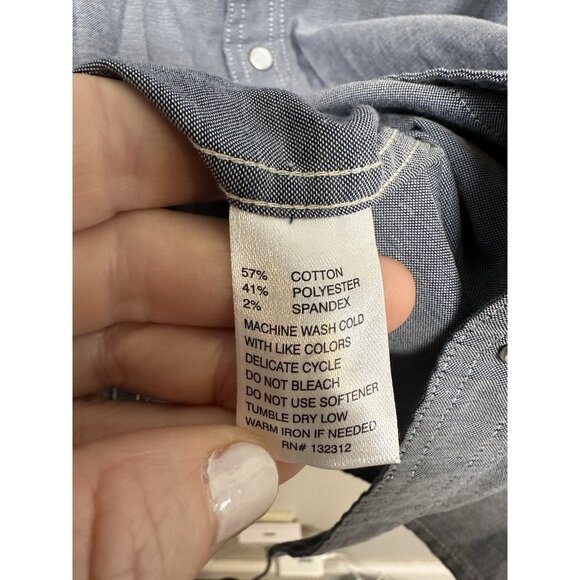 57% COTTON
41% POLYESTER
2% SPANDEX
MACHINE WASH COLD
WITH LIKE COLORS
DELICATE CYCLE
DO NOT BLEACH
DO NOT USE SOFTENER
TUMBLE DRY LOW
WARM IRON IF NEEDED
RN# 132312